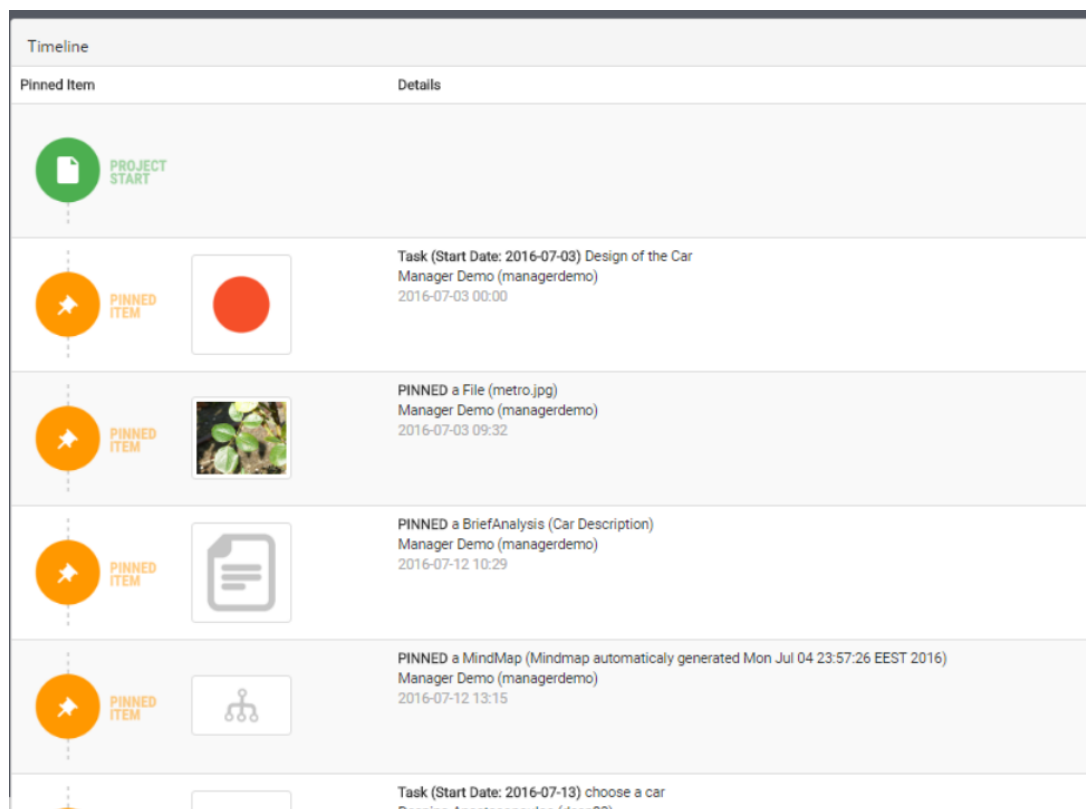 Timeline
Pinned Item Details
PROJECT
START
Task (Start Date: 2016-07-03) Design of the Car
Manager Demo (managerdemo)
2016-07-03 00:00
PINNED
ITEM
PINNED a File (metro.jpg)
Manager Demo (managerdemo)
2016-07-03 09:32
PINNED
ITEM
PINNED a BriefAnalysis (Car Description)
Manager Demo (managerdemo)
2016-07-12 10:29
PINNED
ITEM
PINNED a MindMap (Mindmap automaticaly generated Mon Jul 04 23:57:26 EEST 2016)
Manager Demo (managerdemo)
2016-07-12 13:15
PINNED
ITEM
Task (Start Date: 2016-07-13) choose a car